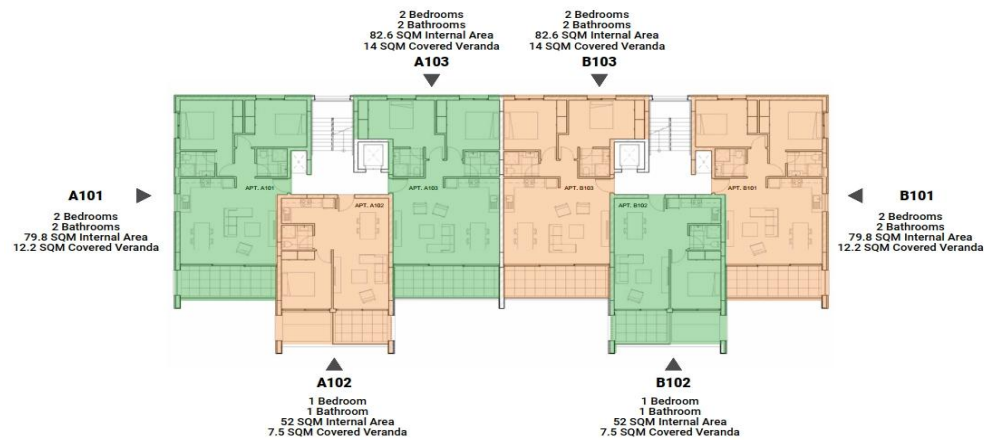 2 Bedrooms
2 Bathrooms
82.6 SQM Internal Area
14 SQM Covered Veranda
A103
2 Bedrooms
2 Bathrooms
82.6 SQM Internal Area
14 SQM Covered Veranda
B103
A101
2 Bedrooms
2 Bathrooms
79.8 SQM Internal Area
12.2 SQM Covered Veranda
APT. A101
APT. A102
APT. A103
APT. B103
APT. B102
APT. B101
B101
2 Bedrooms
2 Bathrooms
79.8 SQM Internal Area
12.2 SQM Covered Veranda
A102
1 Bedroom
1 Bathroom
52 SQM Internal Area
7.5 SQM Covered Veranda
B102
1 Bedroom
1 Bathroom
52 SQM Internal Area
7.5 SQM Covered Veranda